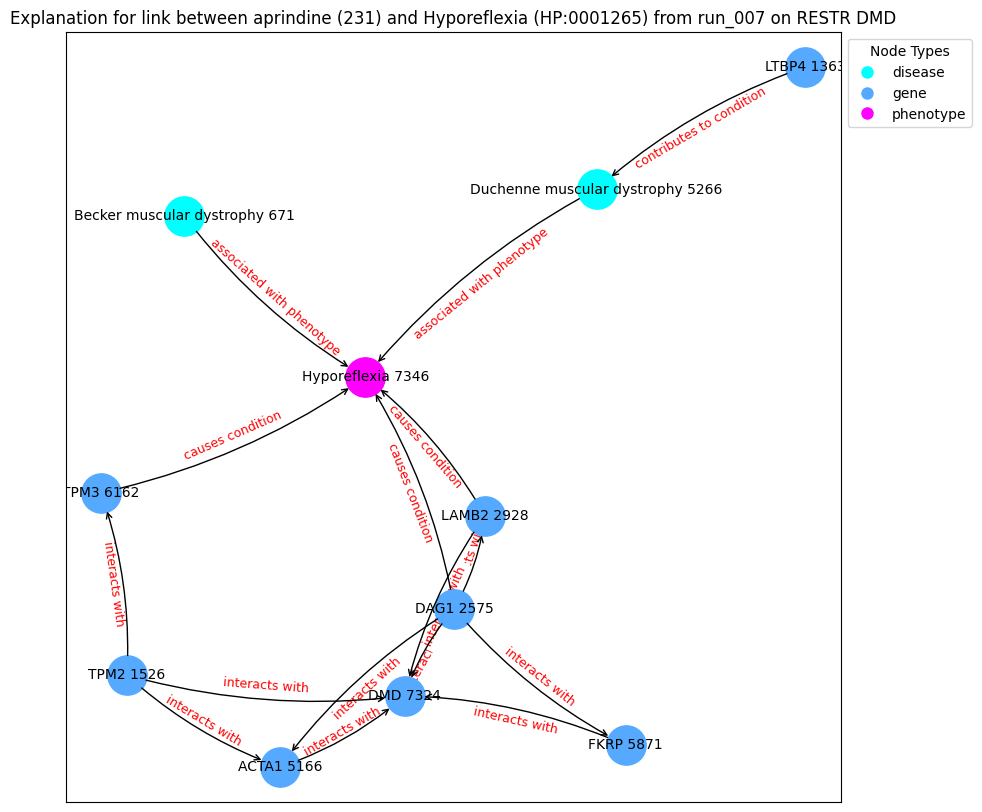 Explanation for link between aprindine (231) and Hyporeflexia (HP:0001265) from run_007 on RESTR DMD
Node Types
disease
gene
phenotype
LTBP4 1363
contributes to condition
Duchenne muscular dystrophy 5266
Becker muscular dystrophy 671
associated with phenotype
associated with phenotype
Hyporeflexia 7346
causes condition
causes condition
causes condition
TPM3 6162
LAMB2 2928
interacts with
DAG1 2575
interacts with
TPM2 1526
interacts with
interacts with
DMD 7324
interacts with
interacts with
interacts with
FKRP 5871
ACTA1 5166